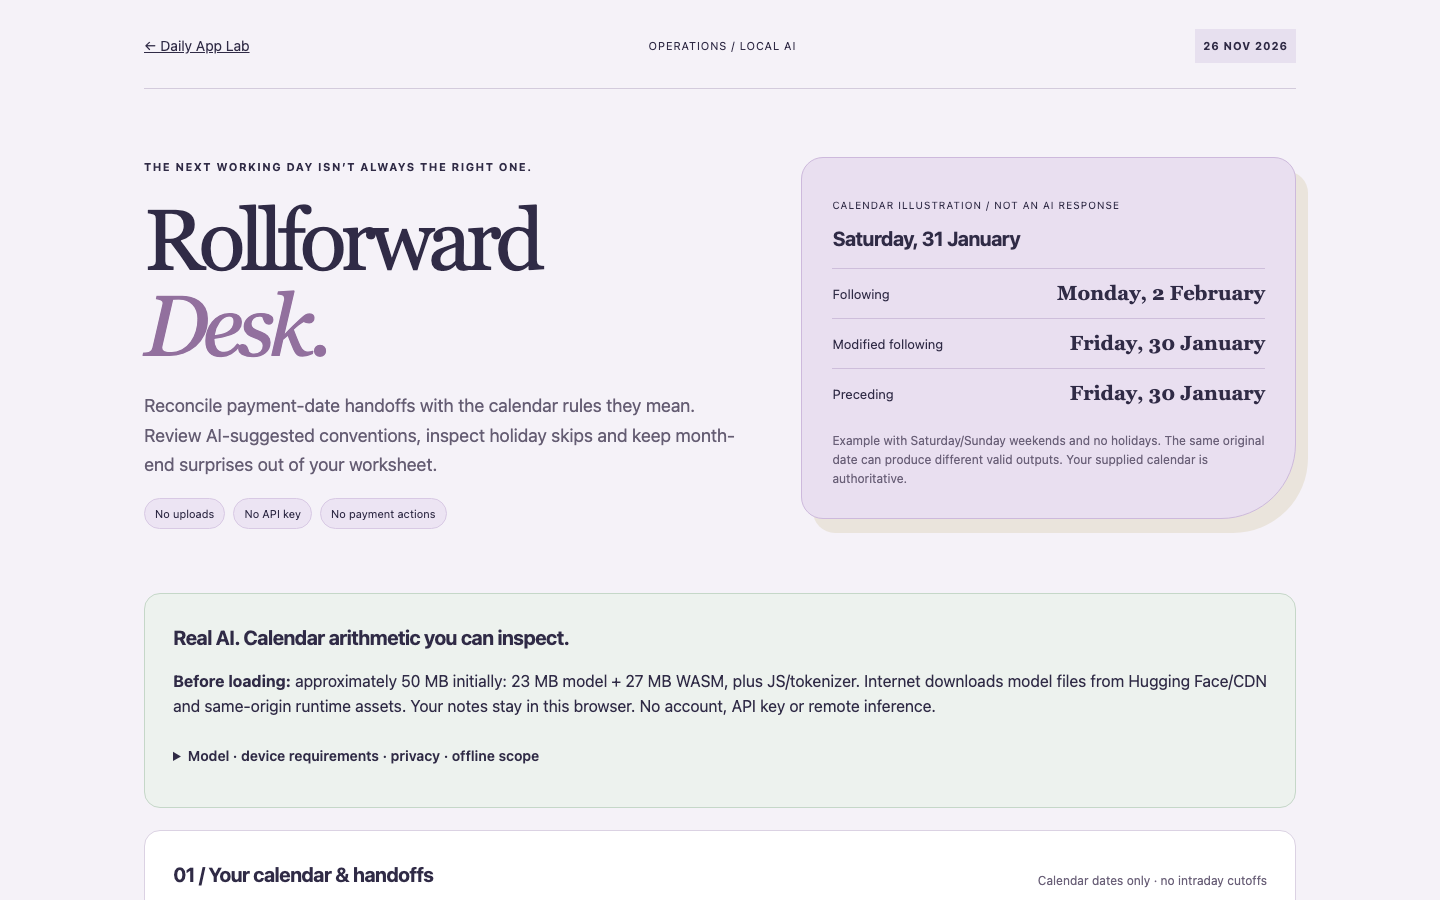 ← Daily App Lab
OPERATIONS / LOCAL AI
26 NOV 2026
THE NEXT WORKING DAY ISN’T ALWAYS THE RIGHT ONE.
Rollforward
Desk.
Reconcile payment-date handoffs with the calendar rules they mean.
Review AI-suggested conventions, inspect holiday skips and keep month-
end surprises out of your worksheet.
No uploads
No API key
No payment actions
CALENDAR ILLUSTRATION / NOT AN AI RESPONSE
Saturday, 31 January
Following
Monday, 2 February
Modified following
Friday, 30 January
Preceding
Friday, 30 January
Example with Saturday/Sunday weekends and no holidays. The same original
date can produce different valid outputs. Your supplied calendar is
authoritative.
Real AI. Calendar arithmetic you can inspect.
Before loading: approximately 50 MB initially: 23 MB model + 27 MB WASM, plus JS/tokenizer. Internet downloads model files from Hugging Face/CDN
and same-origin runtime assets. Your notes stay in this browser. No account, API key or remote inference.
▶ Model · device requirements · privacy · offline scope
01 / Your calendar & handoffs
Calendar dates only · no intraday cutoffs